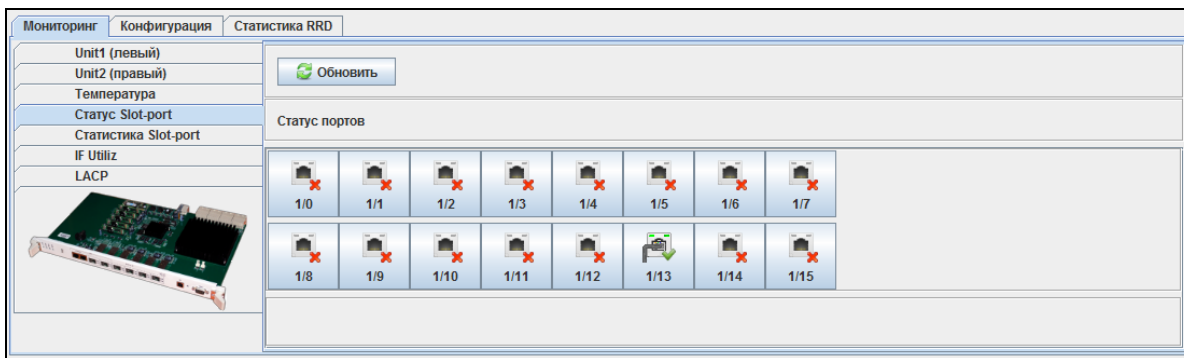 Мониторинг Конфигурация Статистика RRD
Unit1 (левый)
Unit2 (правый)
Температура
Статус Slot-port
Статистика Slot-port
IF Utiliz
LACP
Обновить
Статус портов
1/0 1/1 1/2 1/3 1/4 1/5 1/6 1/7
1/8 1/9 1/10 1/11 1/12 1/13 1/14 1/15